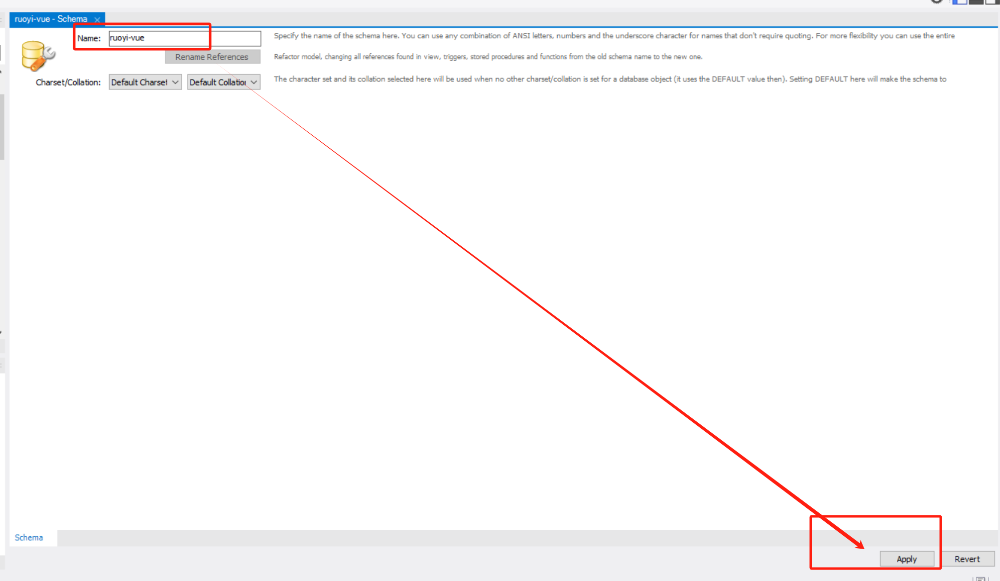 ruoyi-vue - Schema
Name: ruoyi-vue
Specify the name of the schema here. You can use any combination of ANSI letters, numbers and the underscore character for names that don't require quoting. For more flexibility you can use the entire
Rename References
Refactor model, changing all references found in view, triggers, stored procedures and functions from the old schema name to the new one.
Charset/Collation: Default Charset Default Collation
The character set and its collation selected here will be used when no other charset/collation is set for a database object (it uses the DEFAULT value then). Setting DEFAULT here will make the schema to
Schema
Apply Revert